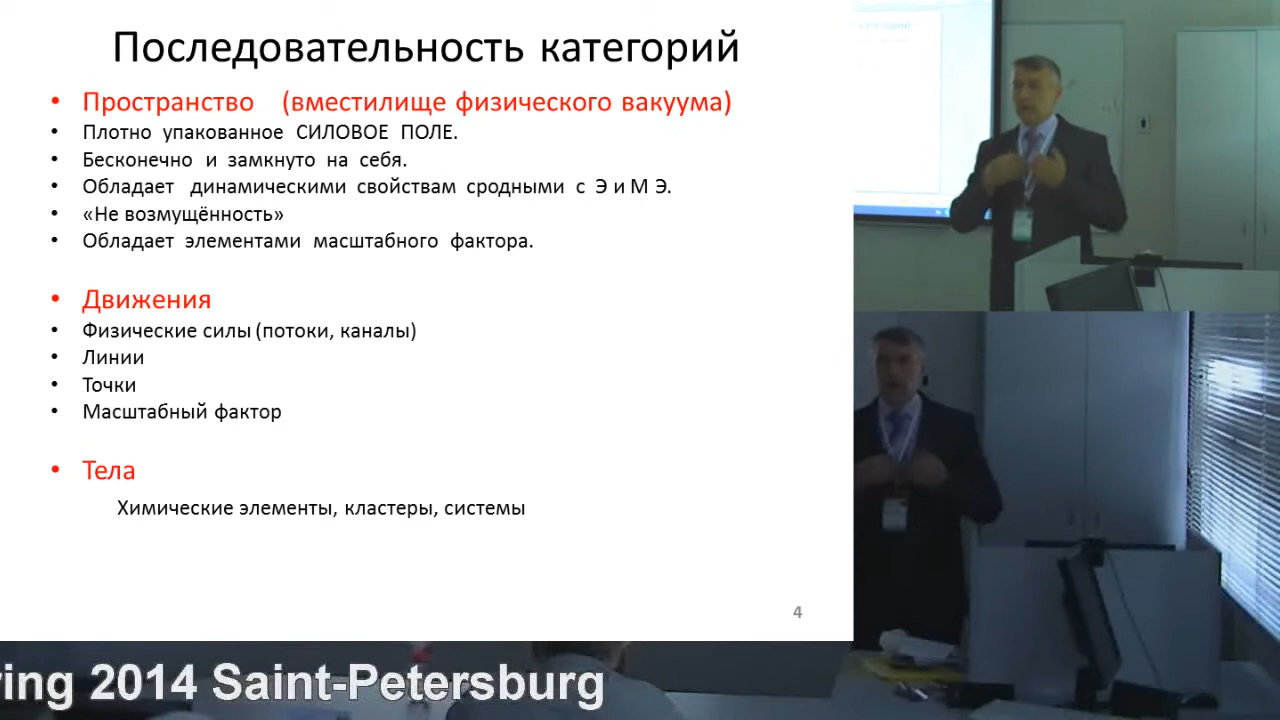 Последовательность категорий
• Пространство (вместилище физического вакуума)
• Плотно упакованное СИЛОВОЕ ПОЛЕ.
• Бесконечно и замкнуто на себя.
• Обладает динамическими свойствам сродными с Э и М Э.
• «Не возмущённость»
• Обладает элементами масштабного фактора.
• Движения
• Физические силы (потоки, каналы)
• Линии
• Точки
• Масштабный фактор
• Тела
Химические элементы, кластеры, системы
4
ring 2014 Saint-Petersburg